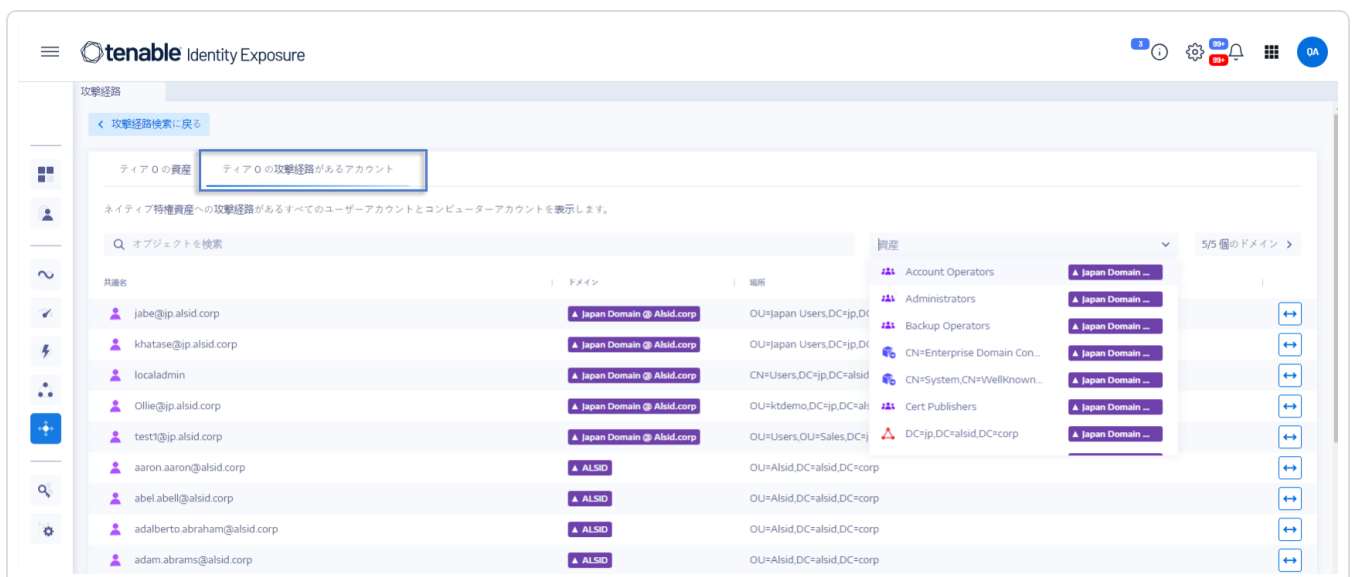 tenable Identity Exposure
3
99+
99+
QA
攻撃経路
攻撃経路検索に戻る
ティア 0 の資産
ティア 0 の攻撃経路があるアカウント
ネイティブ特権資産への攻撃経路があるすべてのユーザーアカウントとコンピューターアカウントを表示します。
オブジェクトを検索
資産
5/5 個のドメイン
共通名
ドメイン
場所
Account Operators
Japan Domain ...
Administrators
Japan Domain ...
Backup Operators
Japan Domain ...
CN=Enterprise Domain Con...
Japan Domain ...
CN=System,CN=WellKnown...
Japan Domain ...
Cert Publishers
Japan Domain ...
DC=jp,DC=alsid,DC=corp
Japan Domain ...
jabe@jp.alsid.corp
Japan Domain @ Alsid.corp
OU=Japan Users,DC=jp,DC
khatase@jp.alsid.corp
Japan Domain @ Alsid.corp
OU=Japan Users,DC=jp,DC
localadmin
Japan Domain @ Alsid.corp
CN=Users,DC=jp,DC=alsid
Ollie@jp.alsid.corp
Japan Domain @ Alsid.corp
OU=ktdemo,DC=jp,DC=als
test1@jp.alsid.corp
Japan Domain @ Alsid.corp
OU=Users,OU=Sales,DC=j
aaron.aaron@alsid.corp
ALSID
OU=Alsid,DC=alsid,DC=corp
abel.abell@alsid.corp
ALSID
OU=Alsid,DC=alsid,DC=corp
adalberto.abraham@alsid.corp
ALSID
OU=Alsid,DC=alsid,DC=corp
adam.abrams@alsid.corp
ALSID
OU=Alsid,DC=alsid,DC=corp